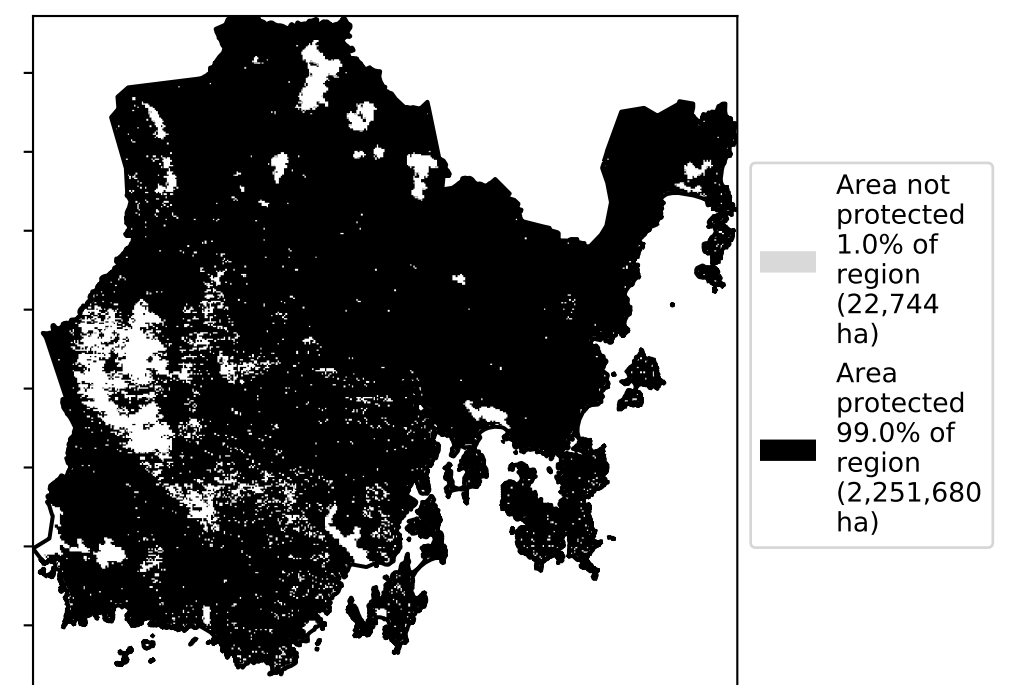 Area not
protected
1.0% of
region
(22,744
ha)
Area
protected
99.0% of
region
(2,251,680
ha)